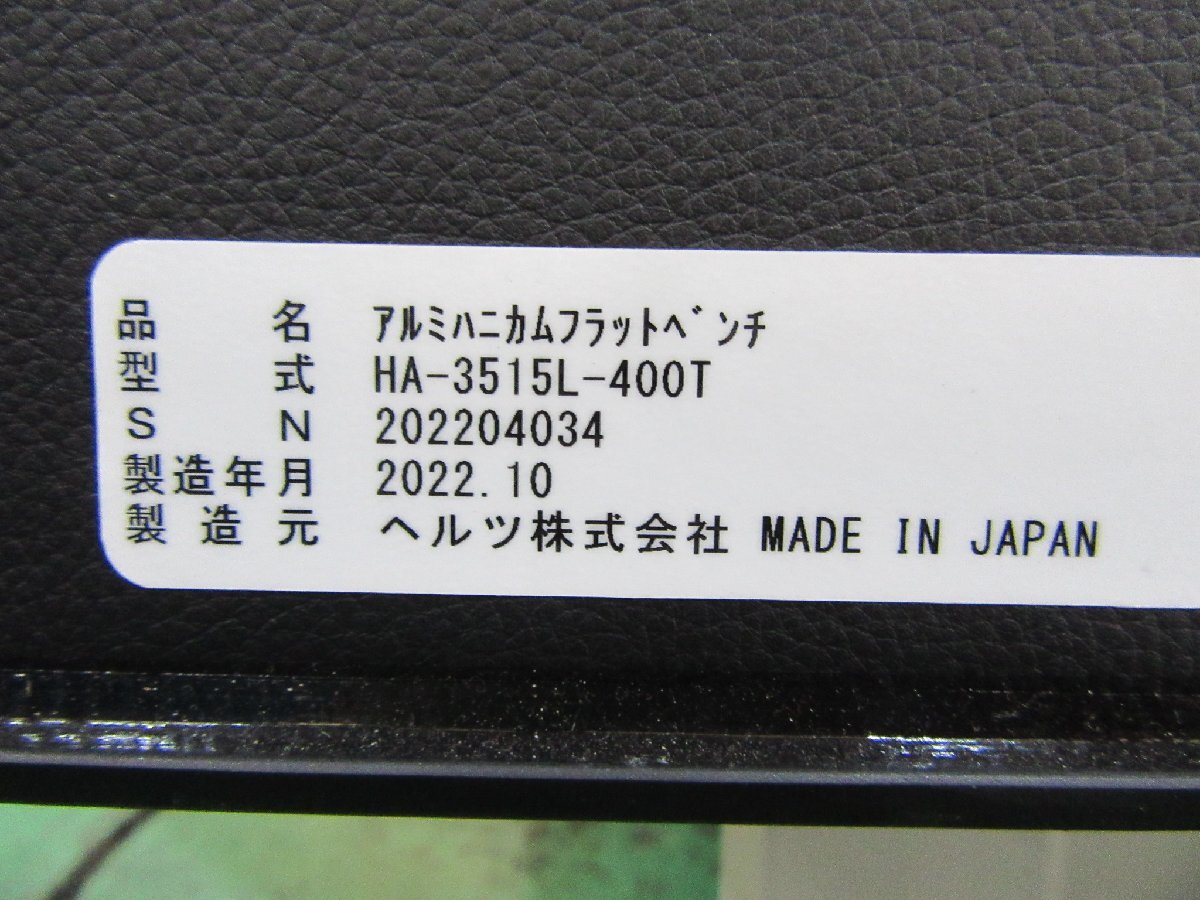 品名 ｱﾙﾐﾊﾆｶﾑﾌﾗｯﾄﾍﾞﾝﾁ
型式 HA-3515L-400T
SN 202204034
製造年月 2022.10
製造元 ヘルツ株式会社 MADE IN JAPAN